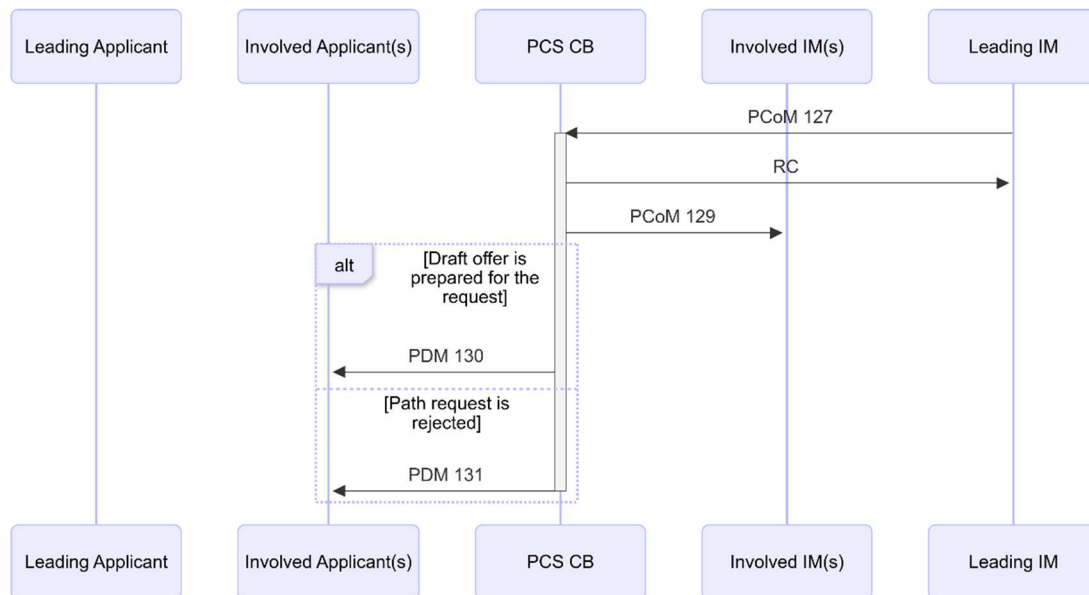 Leading Applicant
Involved Applicant(s)
PCS CB
Involved IM(s)
Leading IM
PCoM 127
RC
PCoM 129
alt
[Draft offer is
prepared for the
request]
PDM 130
[Path request is
rejected]
PDM 131
Leading Applicant
Involved Applicant(s)
PCS CB
Involved IM(s)
Leading IM